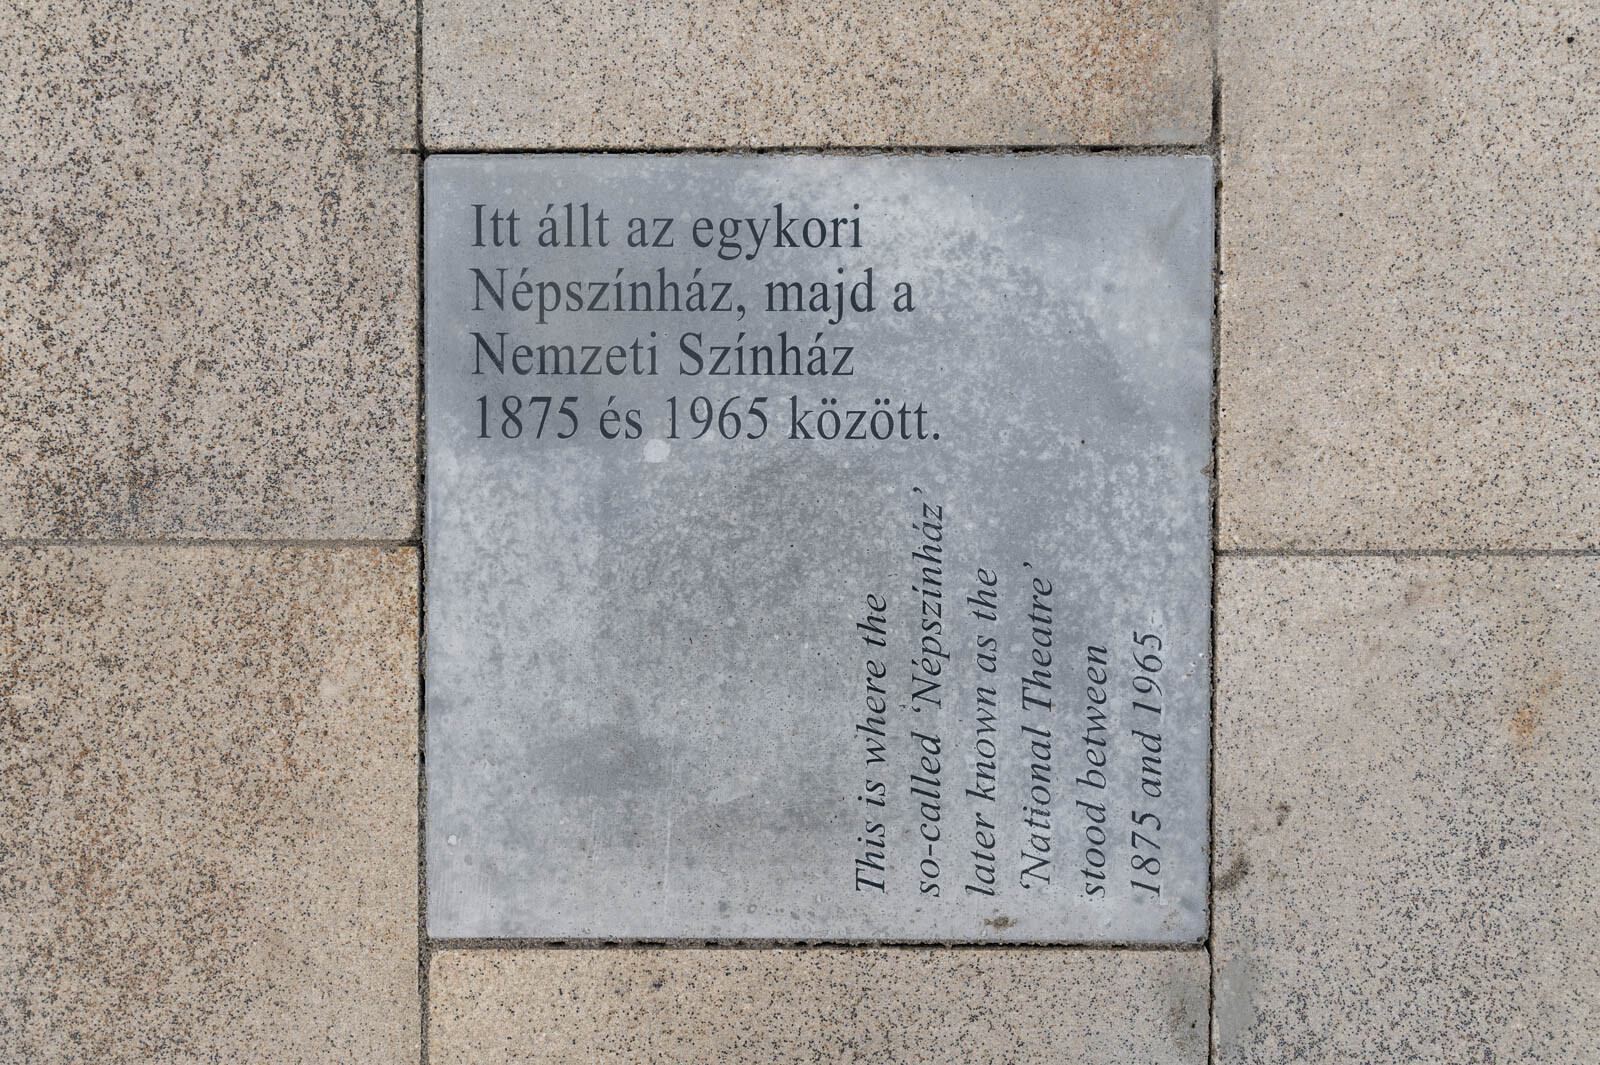 Itt állt az egykori
Népszínház, majd a
Nemzeti Színház
1875 és 1965 között.
This is where the
so-called ‘Népszínház’
later known as the
‘National Theatre’
stood between
1875 and 1965